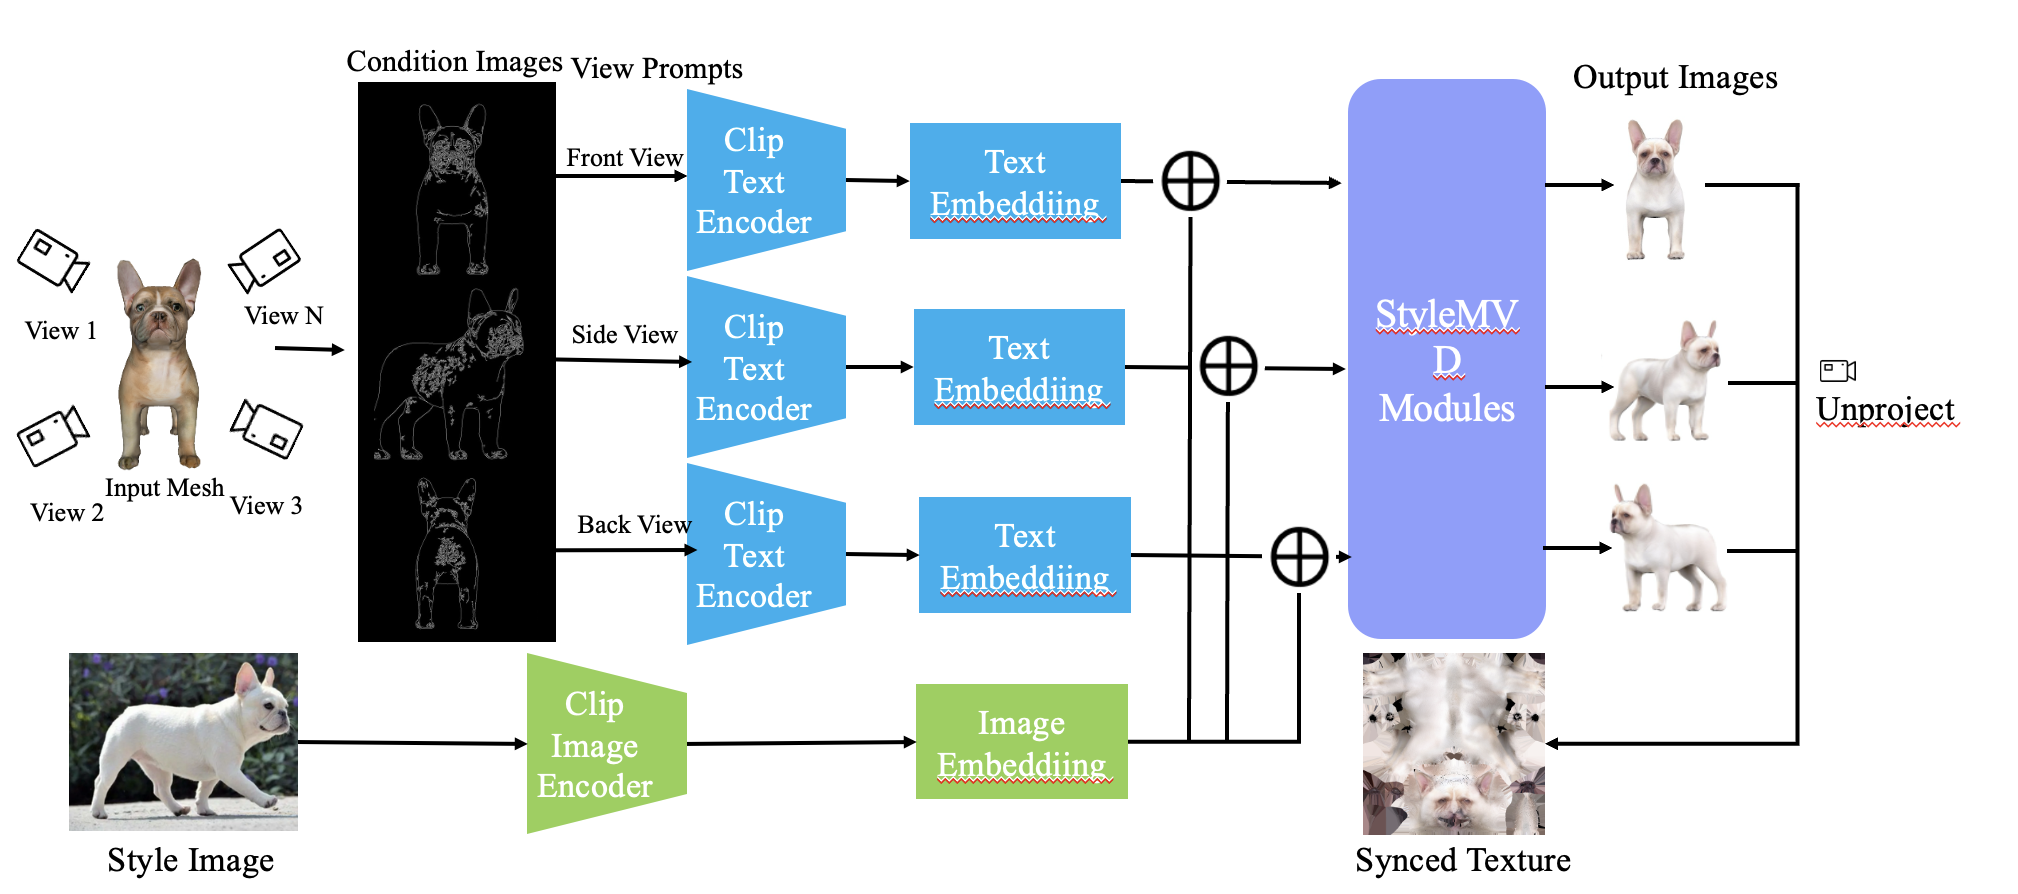 Condition Images
View Prompts
Output Images
Front View
Clip
Text
Encoder
Text
Embeddiing
Side View
Clip
Text
Encoder
Text
Embeddiing
Back View
Clip
Text
Encoder
Text
Embeddiing
StyleMV
D
Modules
View 1
View N
Input Mesh
View 2
View 3
Unproject
Clip
Image
Encoder
Image
Embeddiing
Style Image
Synced Texture